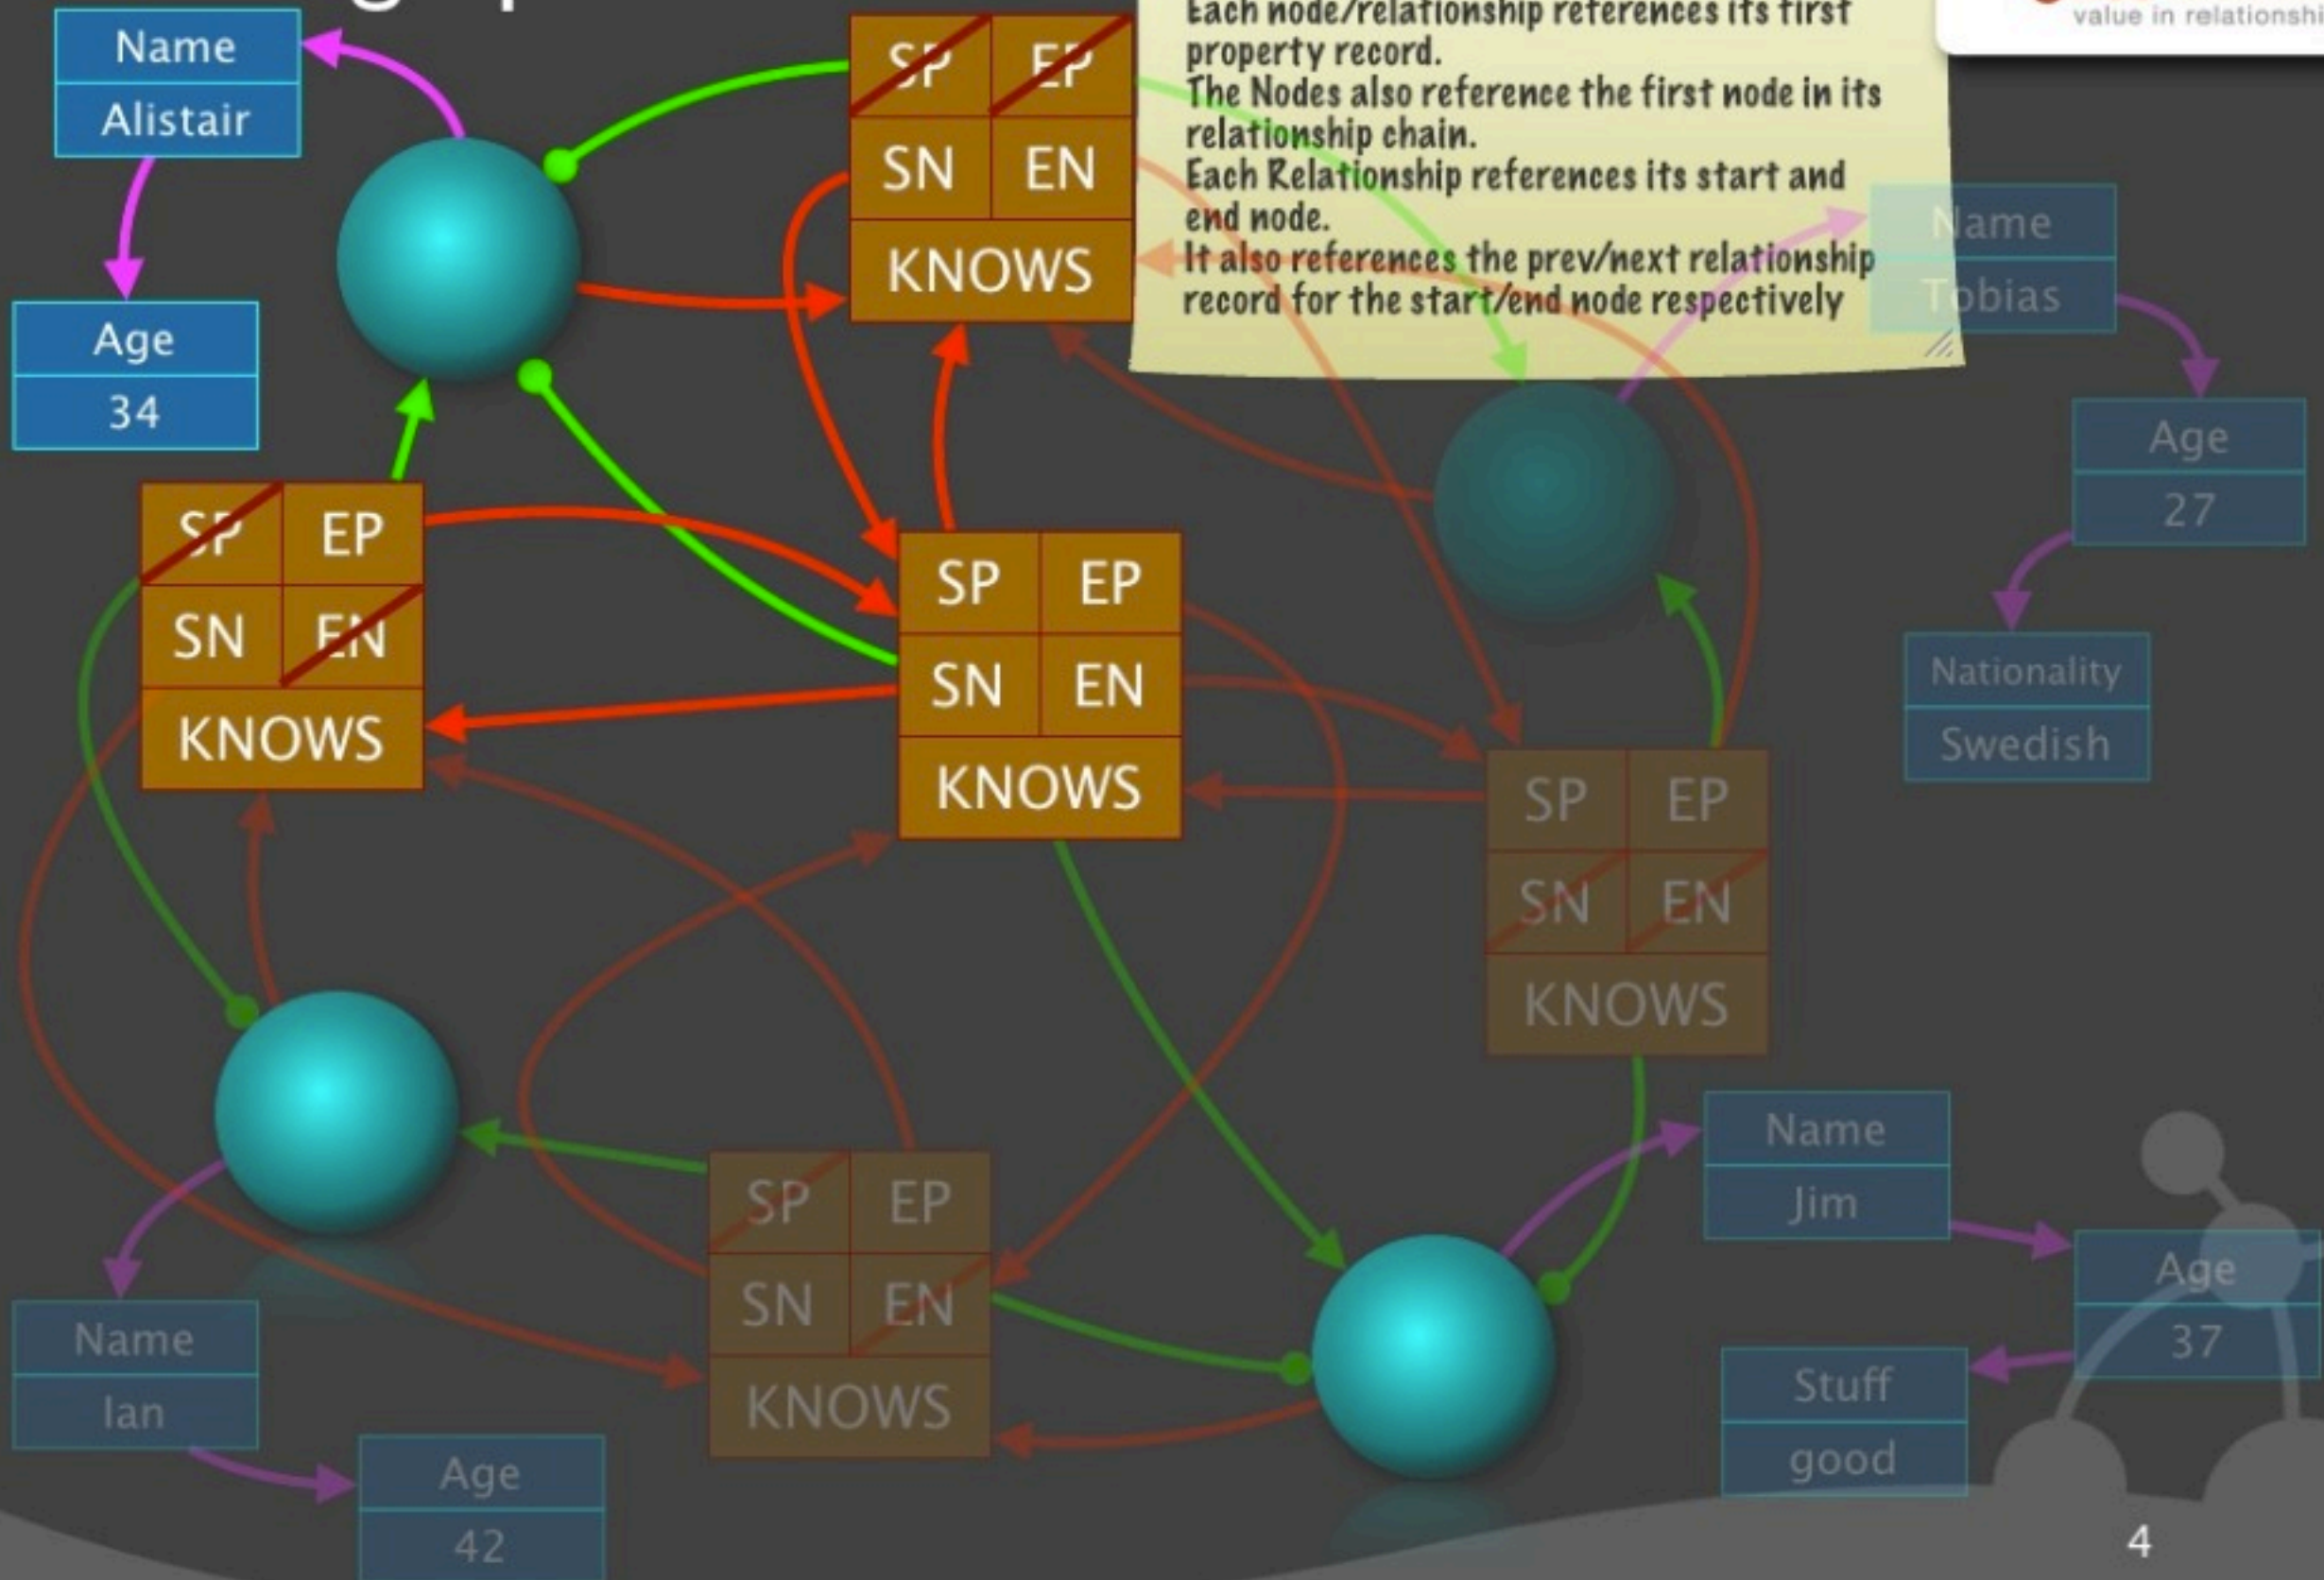 Each node/relationship references its first
property record.
The Nodes also reference the first node in its
relationship chain.
Each Relationship references its start and
end node.
It also references the prev/next relationship
record for the start/end node respectively
value in
Name
Alistair
Age
34
SP EP
SN EN
KNOWS
Name
Tobias
Age
27
Nationality
Swedish
SP EP
SN EN
KNOWS
SP EP
SN EN
KNOWS
SP EP
SN EN
KNOWS
SP EP
SN EN
KNOWS
Name
Jim
Age
37
Stuff
good
Name
Ian
Age
42
4